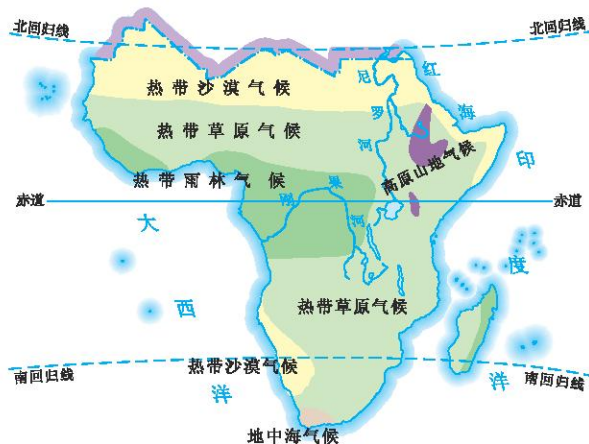 北回归线
北回归线
尼罗河
红海
热带沙漠气候
热带草原气候
高原山地气候
热带雨林气候
刚果河
赤道
赤道
印度洋
大西洋
热带草原气候
热带沙漠气候
南回归线
南回归线
地中海气候